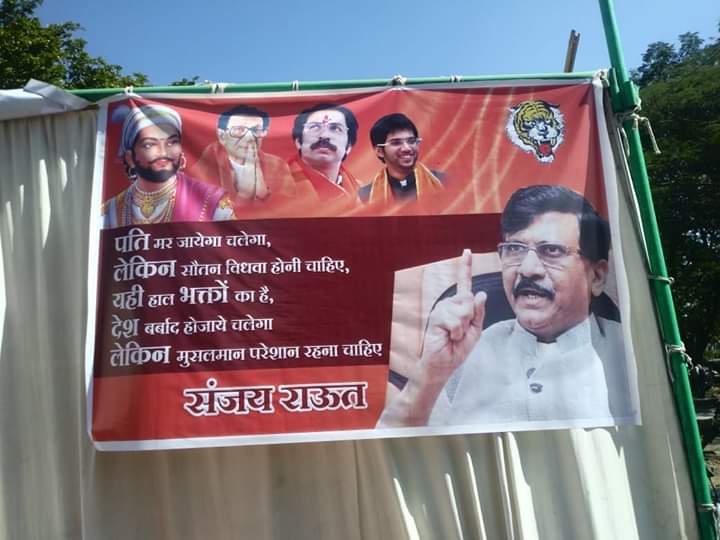 पति मर जायेगा चलेगा,
लेकिन सौतन विधवा होनी चाहिए,
यही हाल भक्तों का है,
देश बर्बाद होजाये चलेगा
लेकिन मुसलमान परेशान रहना चाहिए
संजय राऊत